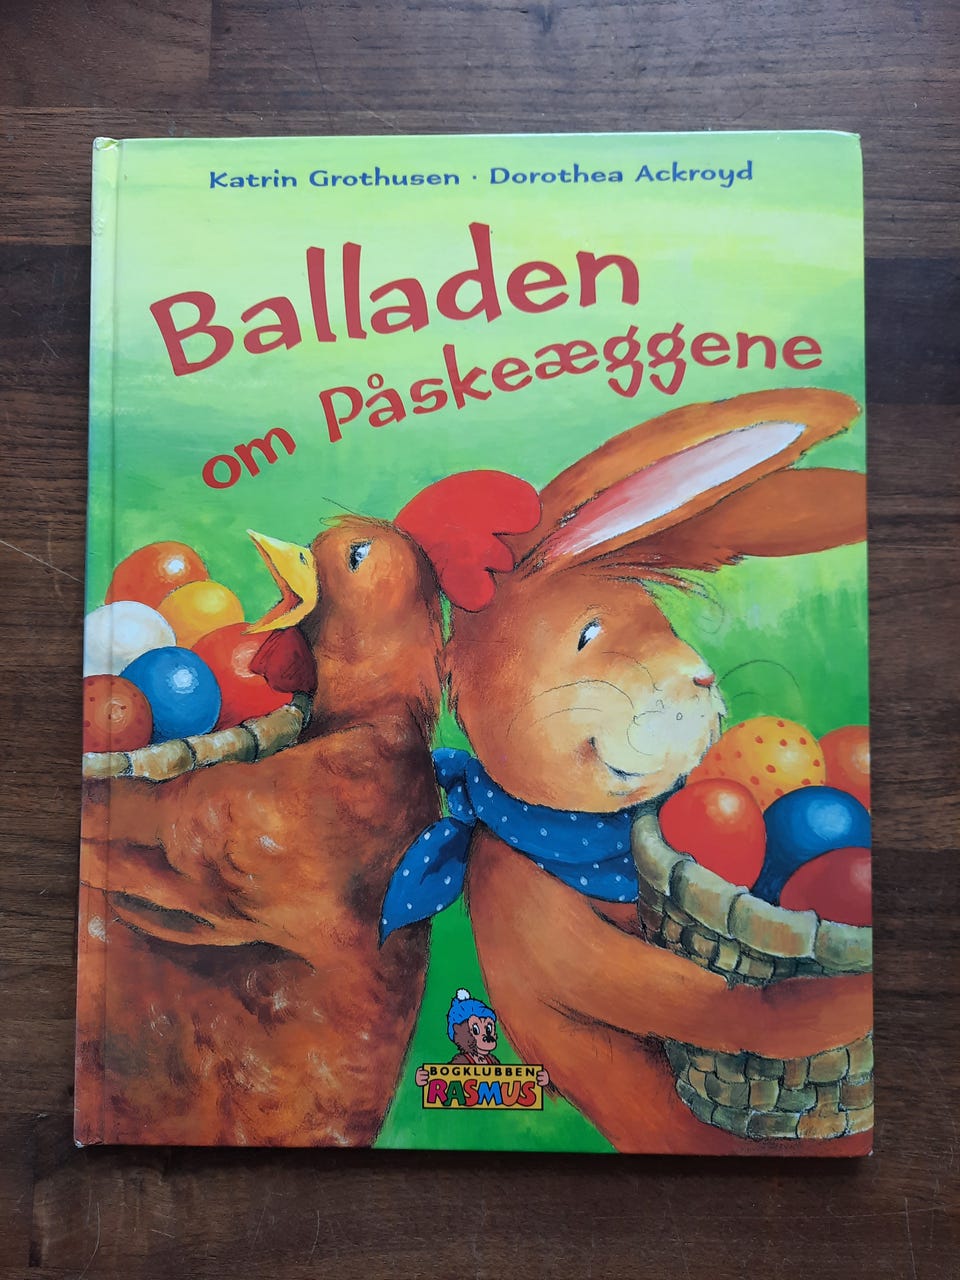 Katrin Grothusen · Dorothea Ackroyd
Balladen
om Påskeæggene
BOGKLUBBEN
RASMUS